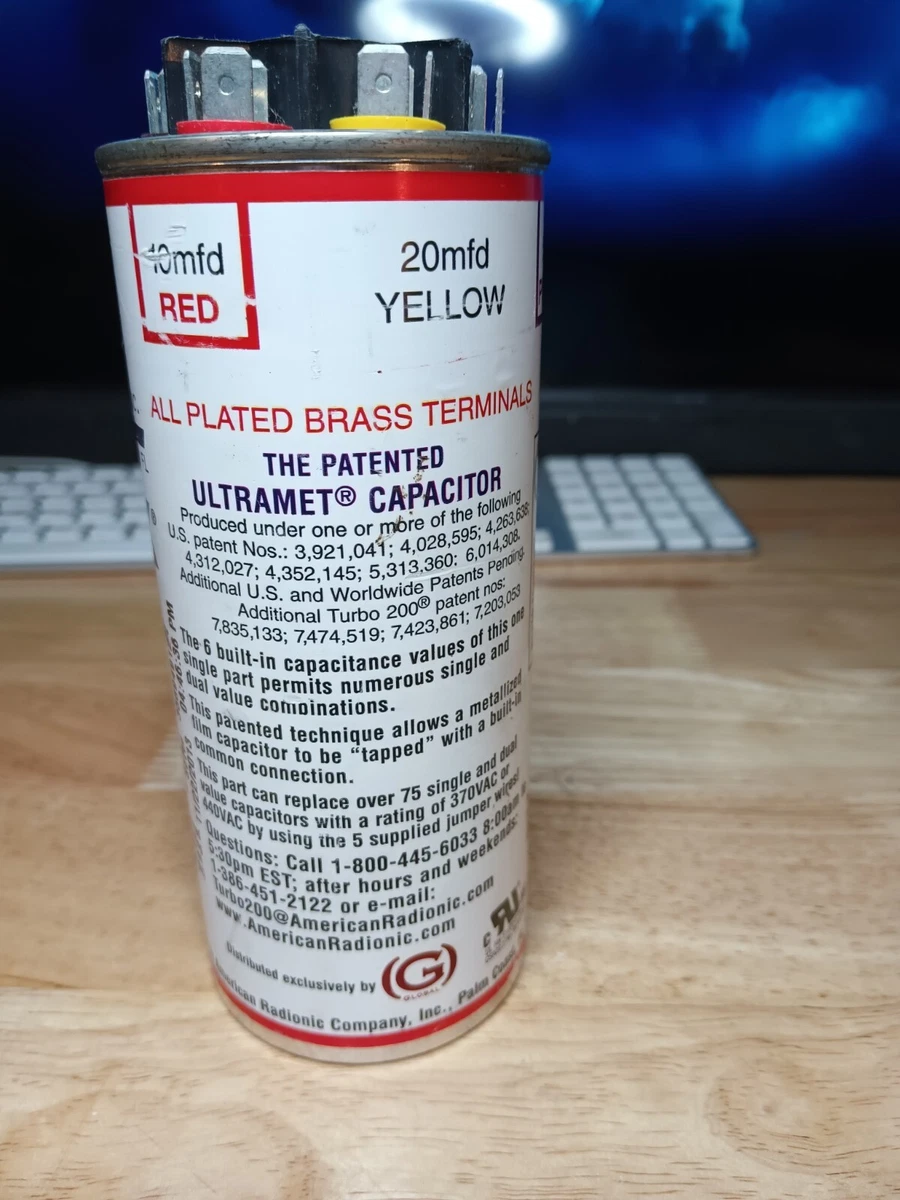 10mfd
RED
20mfd
YELLOW
ALL PLATED BRASS TERMINALS
THE PATENTED
ULTRAMET® CAPACITOR
Produced under one or more of the following
U.S. patent Nos.: 3,921,041; 4,028,595; 4,263,638;
4,312,027; 4,352,145; 5,313,360: 6,014,308.
Additional U.S. and Worldwide Patents Pending.
Additional Turbo 200® patent nos:
7,835,133; 7,474,519; 7,423,861; 7,203,053
The 6 built-in capacitance values of this one
single part permits numerous single and
dual value combinations.
This patented technique allows a metallized
film capacitor to be “tapped” with a built-in
common connection.
This part can replace over 75 single and dual
value capacitors with a rating of 370VAC or
440VAC by using the 5 supplied jumper wires!
Questions: Call 1-800-445-6033 8:00am
5:30pm EST; after hours and weekends:
1-386-451-2122 or e-mail:
Turbo200@AmericanRadionic.com
www.AmericanRadionic.com
Distributed exclusively by
G
GLOBAL
American Radionic Company, Inc., Palm
04:46:36 PM